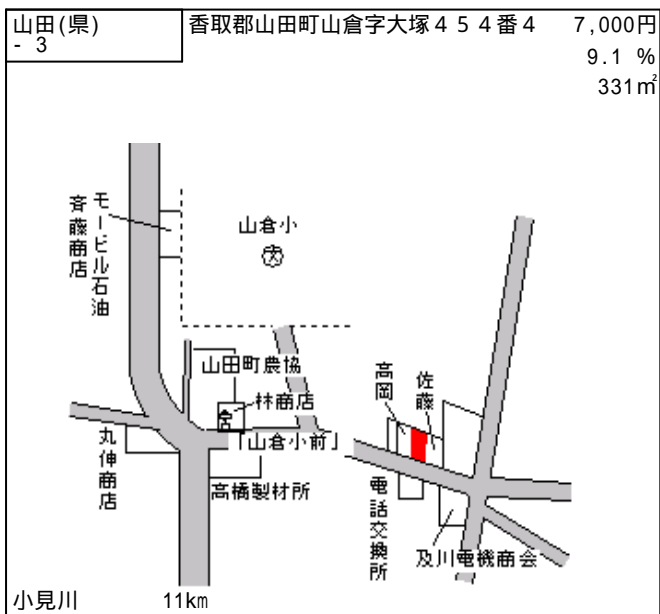 山田(県)
- 3
香取郡山田町山倉字大塚４５４番４
7,000円
9.1 %
331㎡
モービル石油
斉藤商店
山倉小
山田町農協
林商店
「山倉小前」
丸伸商店
高橋製材所
高岡
佐藤
電話交換所
及川電機商会
小見川
11km